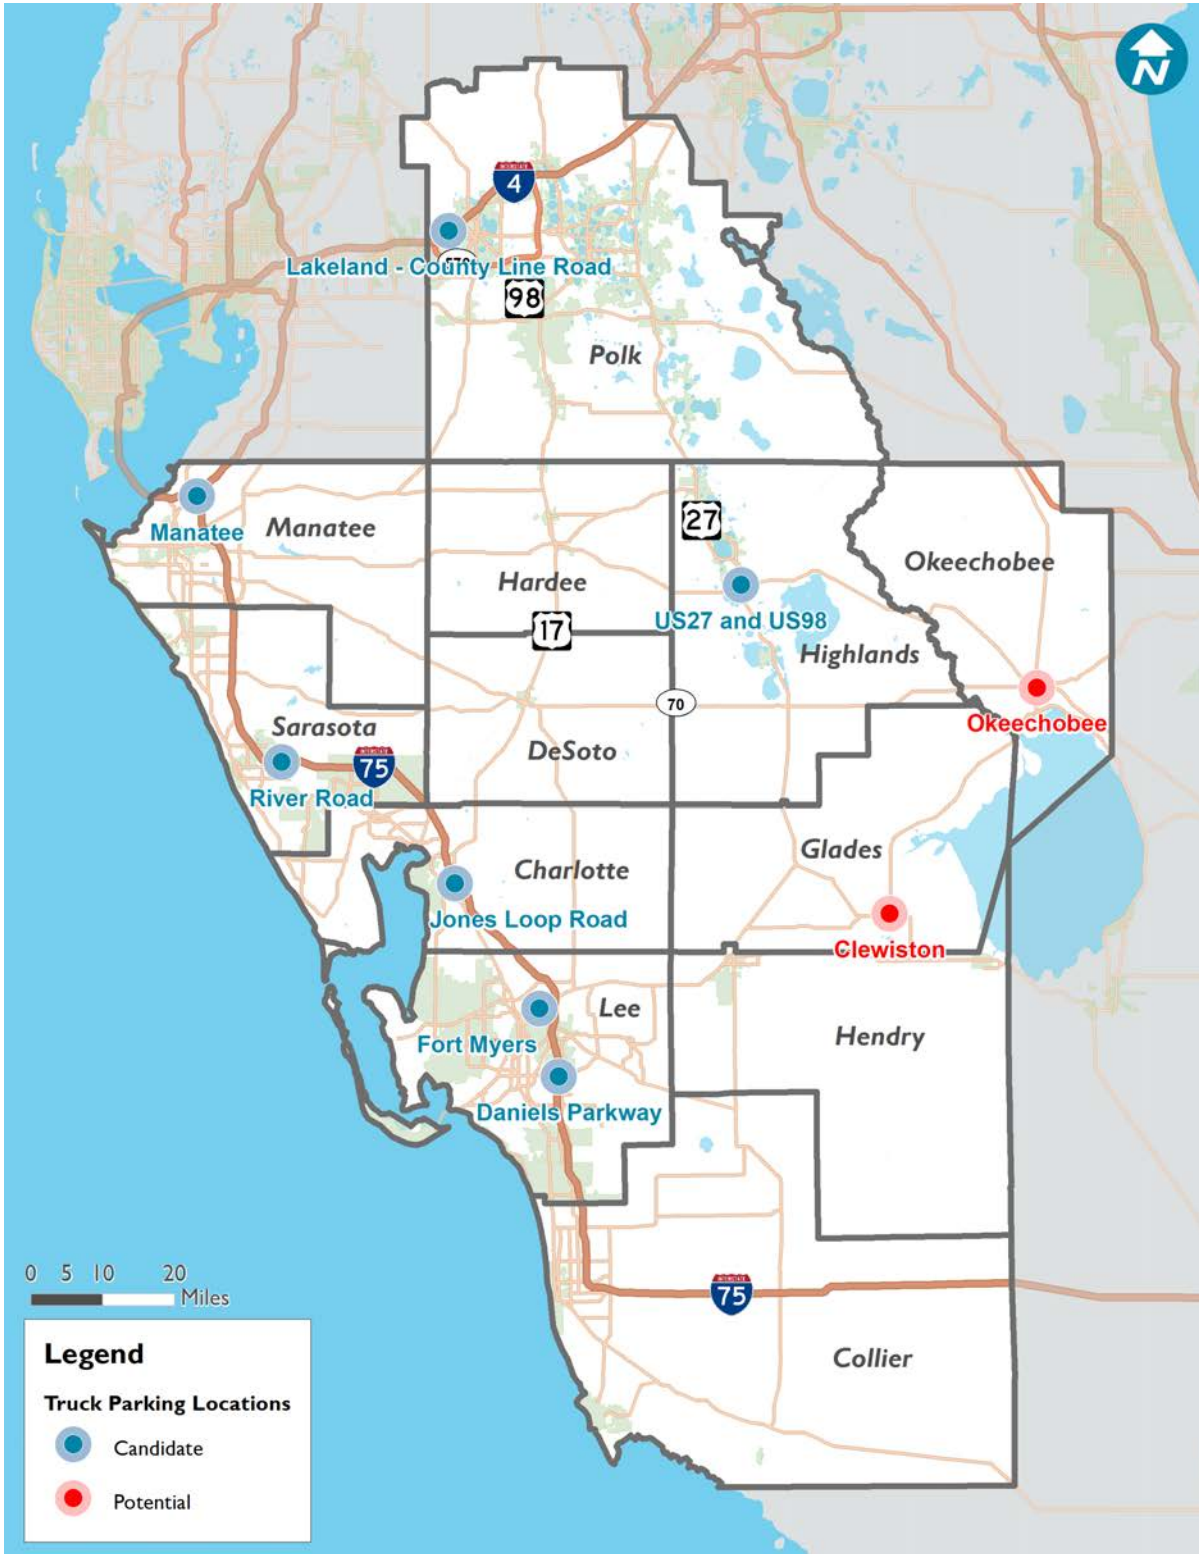 N
4
Lakeland - County Line Road
98
Polk
Manatee
Manatee
27
Okeechobee
Hardee
17
US27 and US98
Highlands
70
Okeechobee
Sarasota
75
River Road
DeSoto
Glades
Charlotte
Jones Loop Road
Clewiston
Lee
Fort Myers
Hendry
Daniels Parkway
0 5 10 20
Miles
75
Collier
Legend
Truck Parking Locations
Candidate
Potential